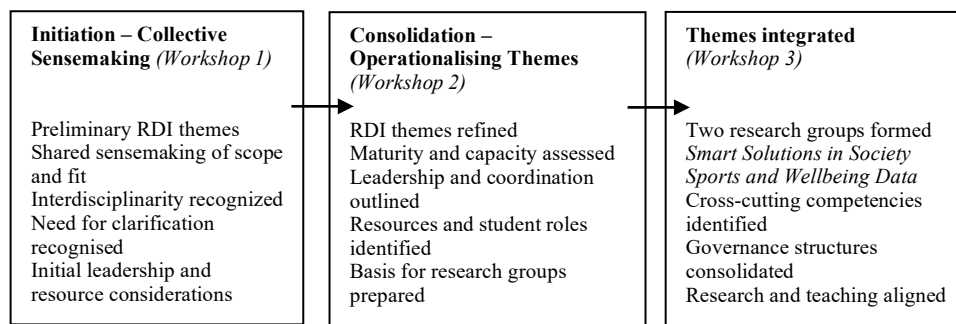 Initiation – Collective
Sensemaking (Workshop 1)
Preliminary RDI themes
Shared sensemaking of scope
and fit
Interdisciplinarity recognized
Need for clarification
recognised
Initial leadership and
resource considerations
Consolidation –
Operationalising Themes
(Workshop 2)
RDI themes refined
Maturity and capacity assessed
Leadership and coordination
outlined
Resources and student roles
identified
Basis for research groups
prepared
Themes integrated
(Workshop 3)
Two research groups formed
Smart Solutions in Society
Sports and Wellbeing Data
Cross-cutting competencies
identified
Governance structures
consolidated
Research and teaching aligned